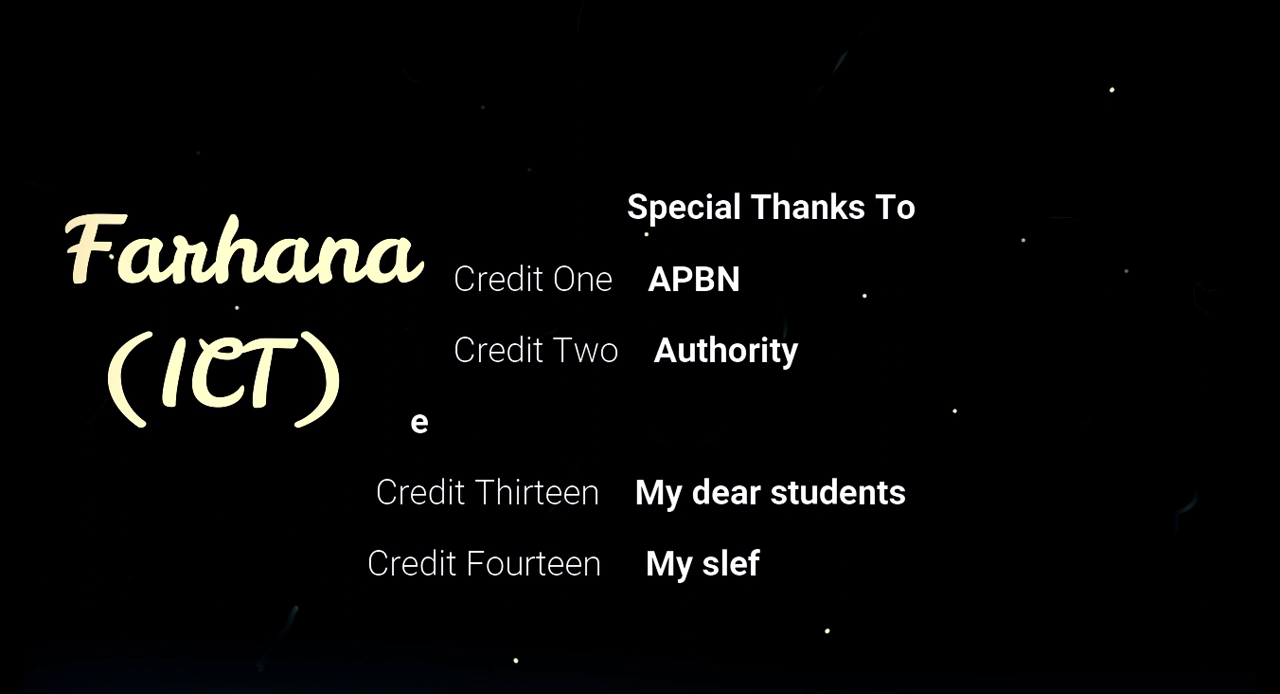 Farhana
(ICT)
Special Thanks To
Credit One APBN
Credit Two Authority
e
Credit Thirteen My dear students
Credit Fourteen My slef